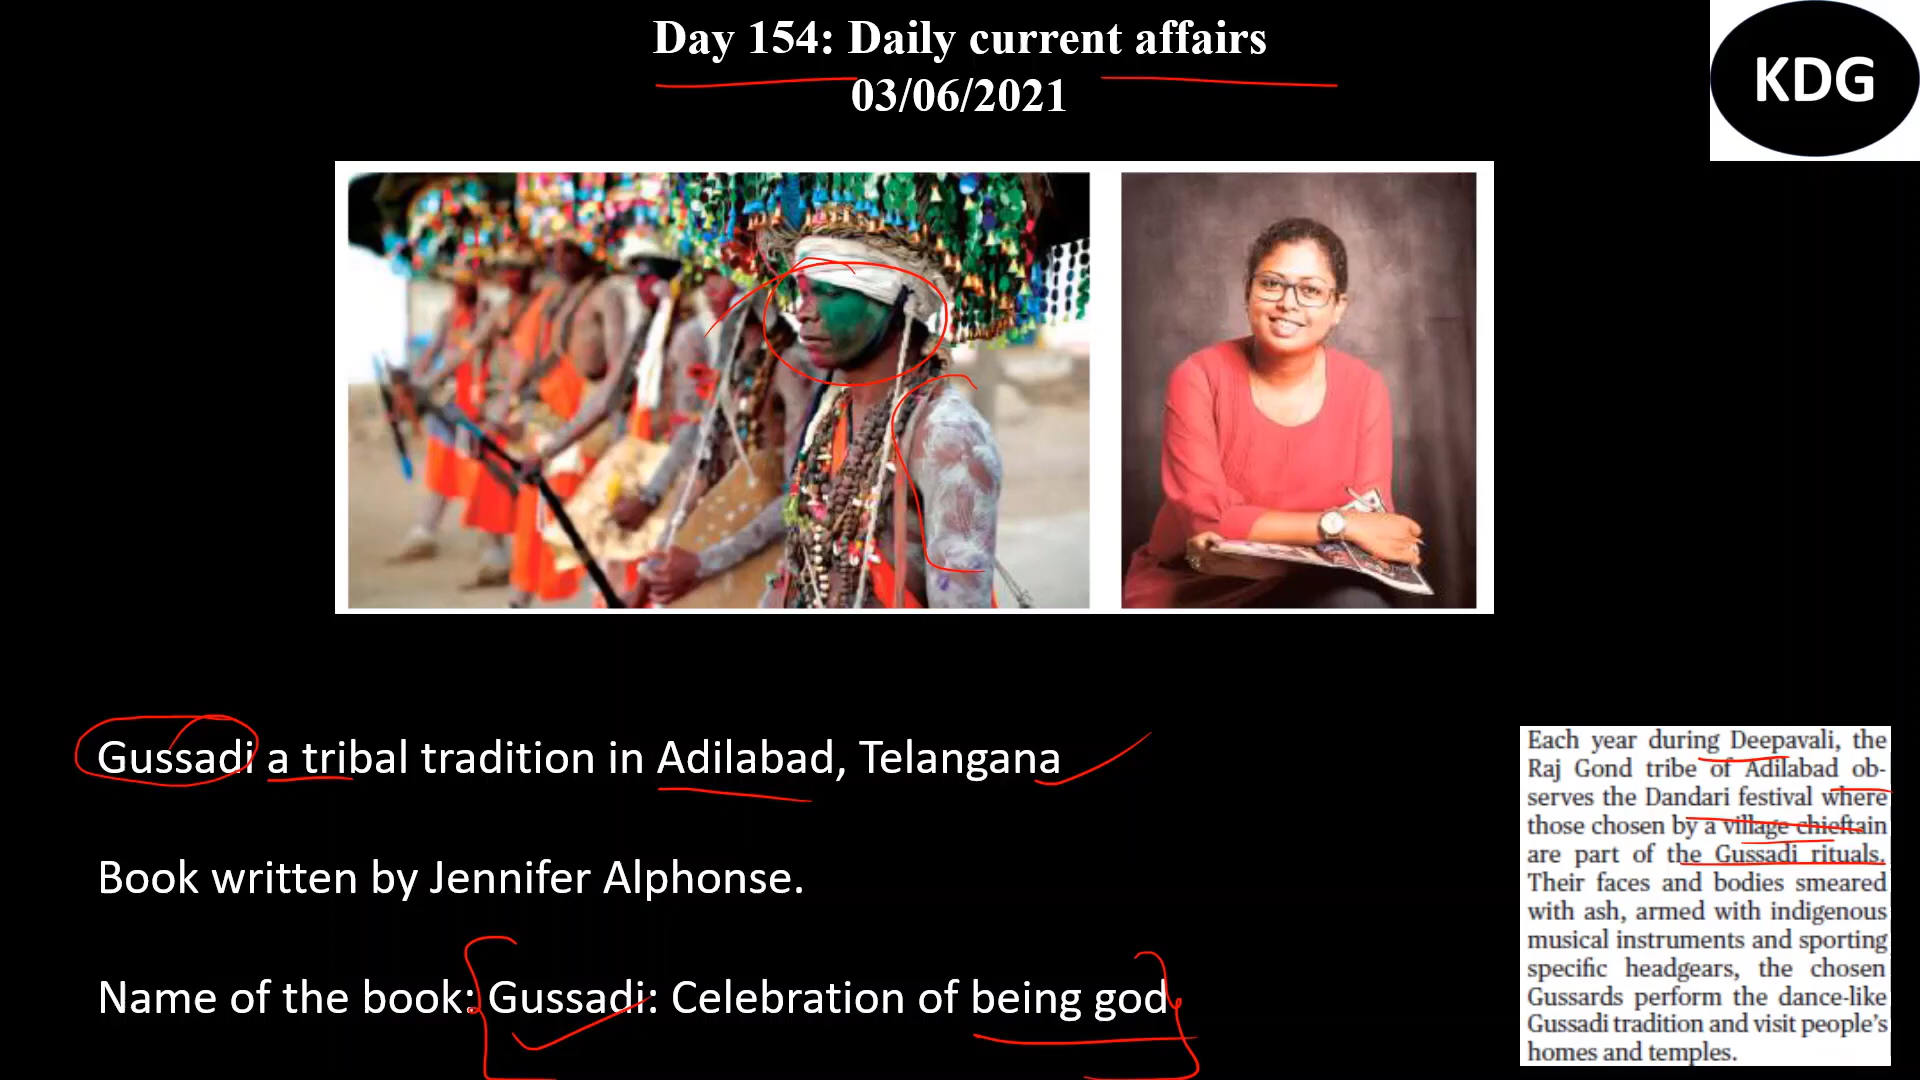 Day 154: Daily current affairs
03/06/2021
KDG
Gussadi a tribal tradition in Adilabad, Telangana
Book written by Jennifer Alphonse.
Name of the book: Gussadi: Celebration of being god
Each year during Deepavali, the
Raj Gond tribe of Adilabad ob-
serves the Dandari festival where
those chosen by a village chieftain
are part of the Gussadi rituals.
Their faces and bodies smeared
with ash, armed with indigenous
musical instruments and sporting
specific headgears, the chosen
Gussards perform the dance-like
Gussadi tradition and visit people's
homes and temples.